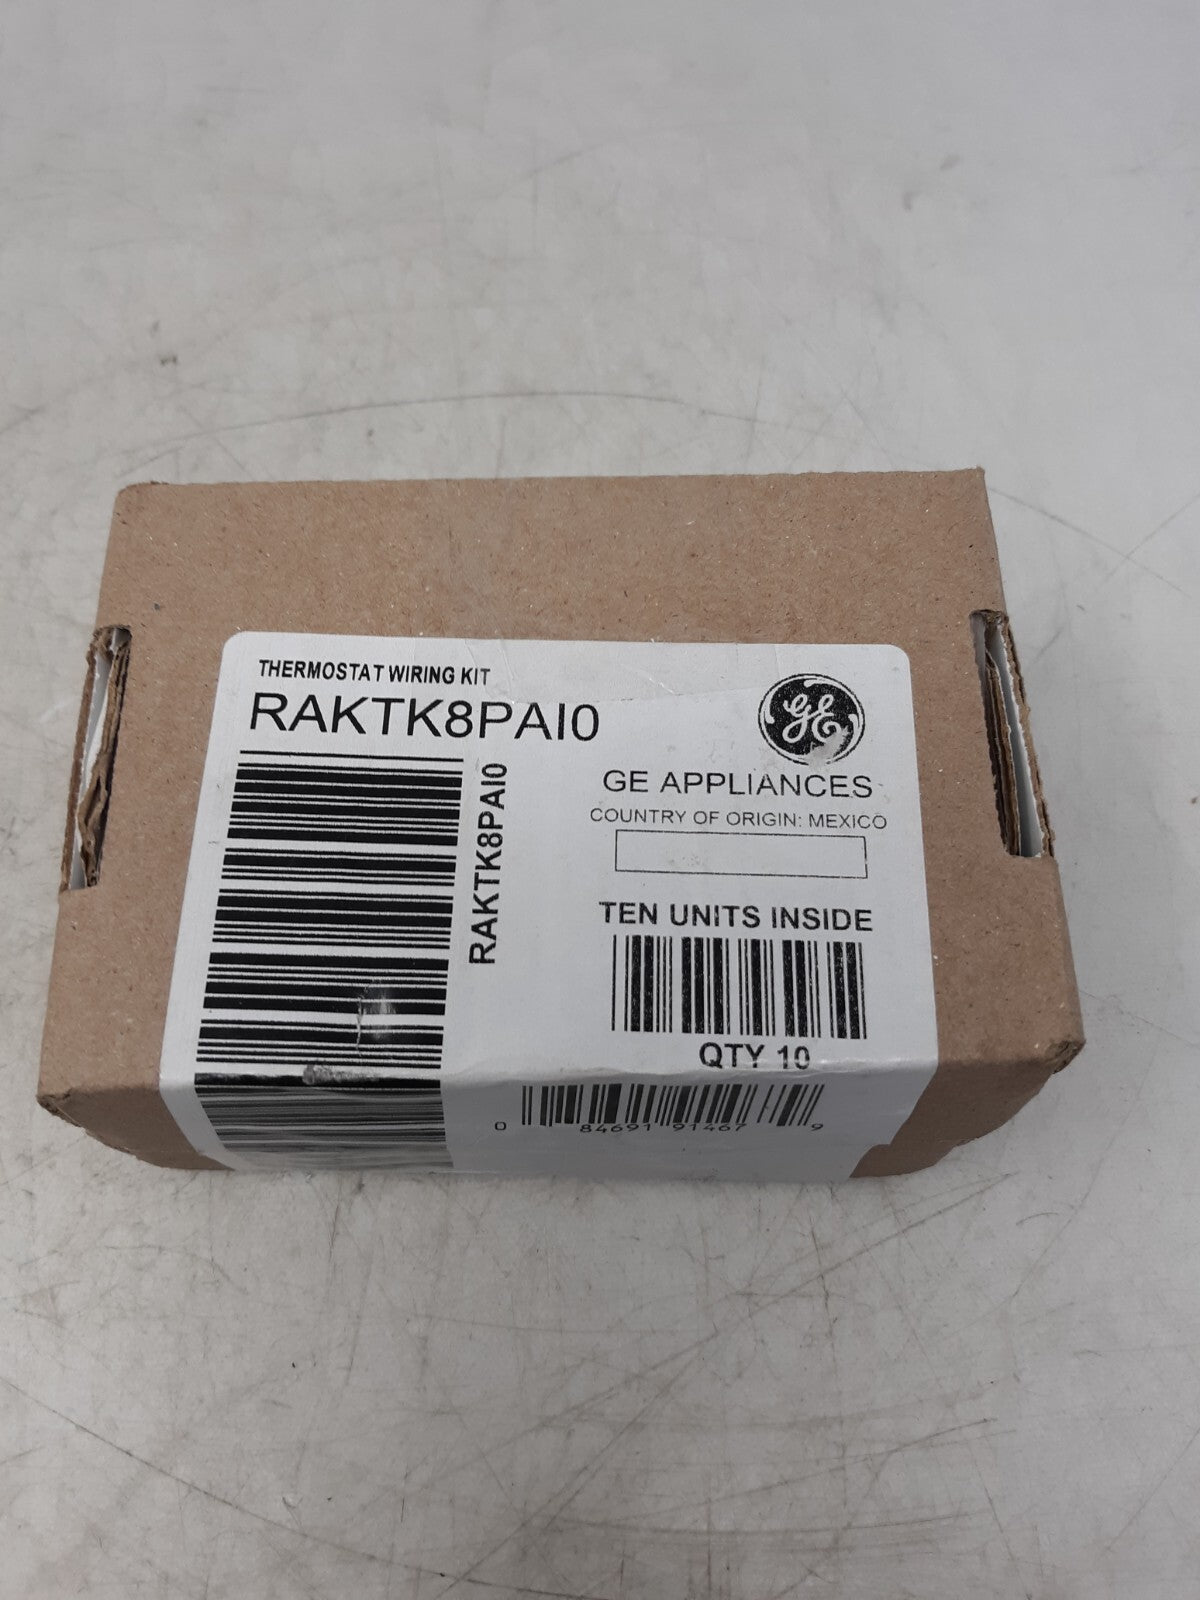 THERMOSTAT WIRING KIT
RAKTK8PAI0
RAKTK8PAI0
GE
GE APPLIANCES
COUNTRY OF ORIGIN: MEXICO
TEN UNITS INSIDE
QTY 10
0 84691 91467 9